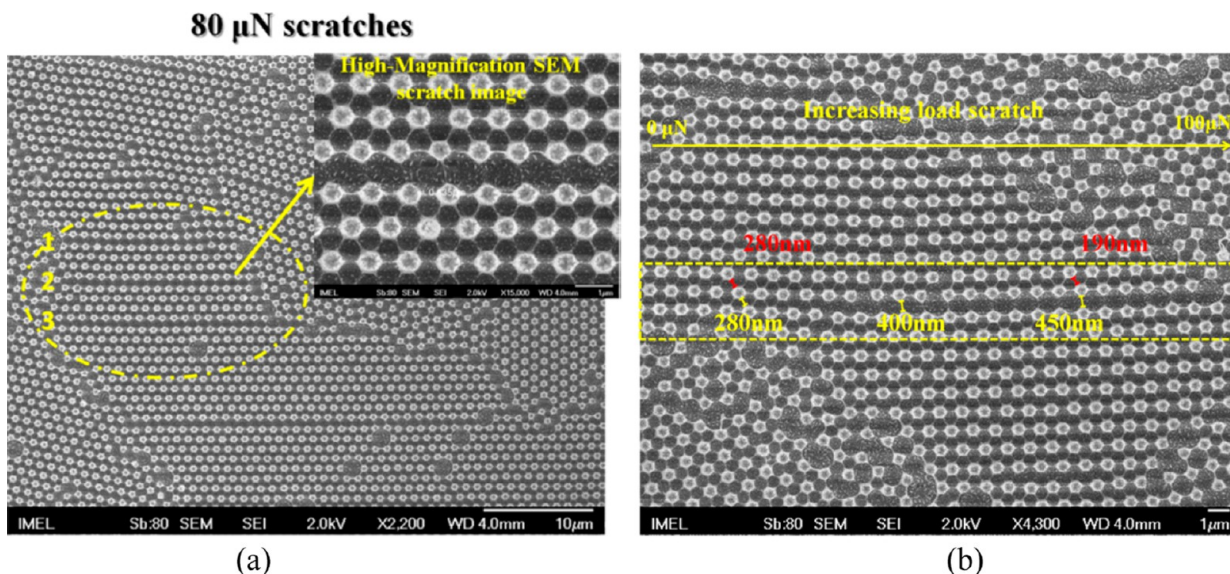 80 μN scratches
High-Magnification SEM
scratch image
1
2
3
IMEL Sb:80 SEM SEI 2.0kV X15,000 WD 4.0mm 1μm
IMEL Sb:80 SEM SEI 2.0kV X2,200 WD 4.0mm 10μm
(a)
Increasing load scratch
0 μN
100μN
280nm
190nm
280nm
400nm
450nm
IMEL Sb:80 SEM SEI 2.0kV X4,300 WD 4.0mm 1μm
(b)